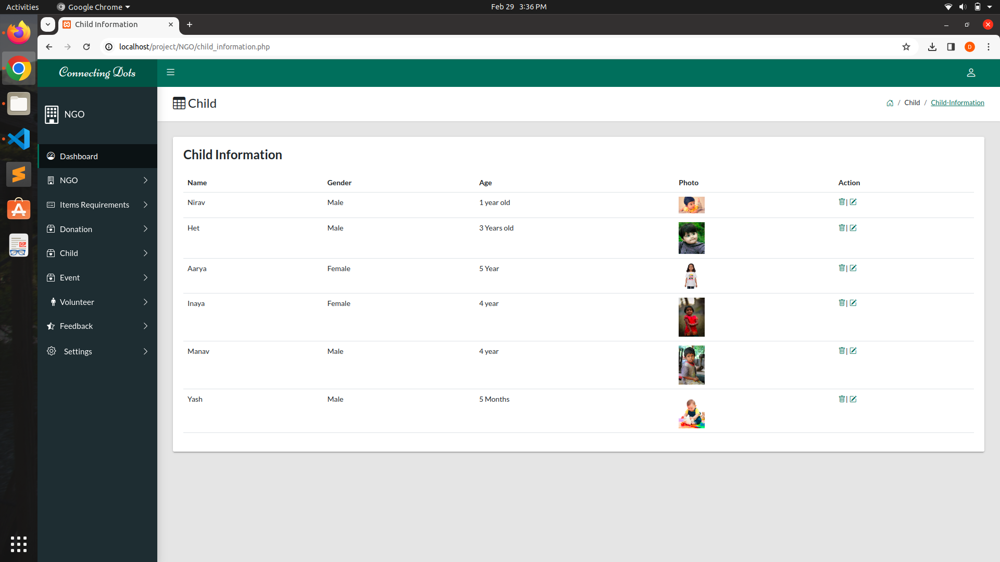 Activities Google Chrome Feb 29 3:36 PM
Child Information
localhost/project/NGO/child_information.php D
Connecting Dots
NGO
Dashboard
NGO
Items Requirements
Donation
Child
Event
Volunteer
Feedback
Settings
Child
/ Child / Child-Information
Child Information
Name Gender Age Photo Action
Nirav Male 1 year old |
Het Male 3 Years old |
Aarya Female 5 Year |
Inaya Female 4 year |
Manav Male 4 year |
Yash Male 5 Months |